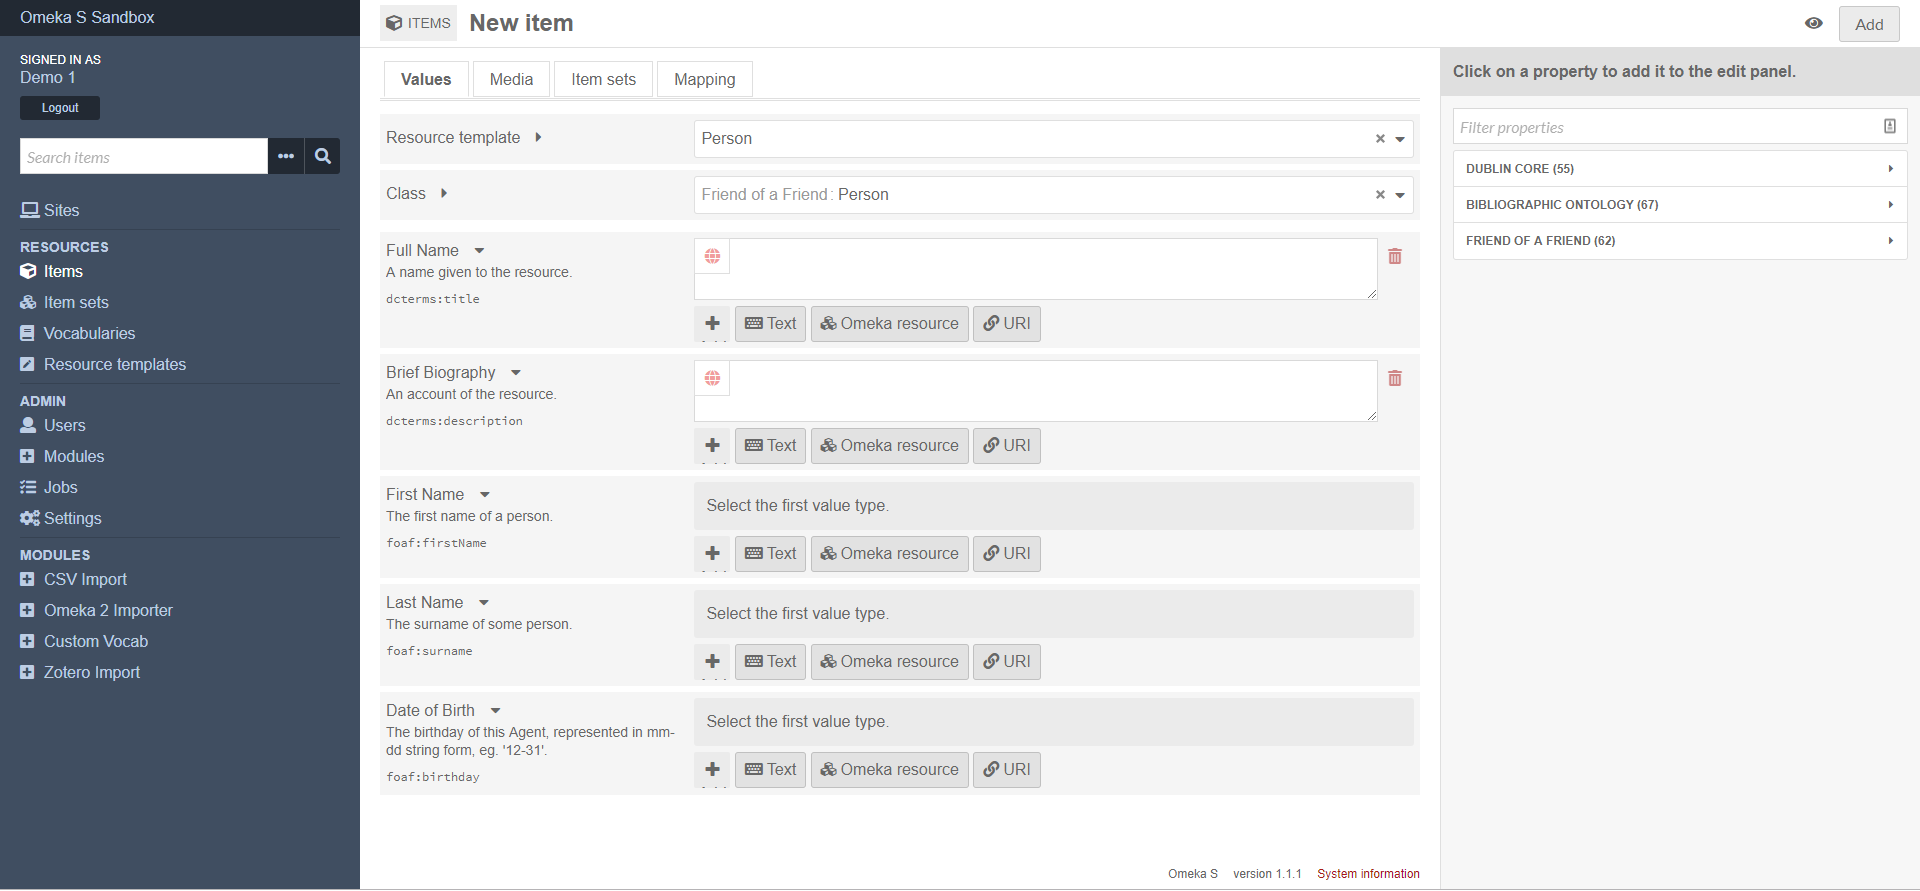 Omeka S Sandbox
SIGNED IN AS
Demo 1
Logout
Search items
Sites
RESOURCES
Items
Item sets
Vocabularies
Resource templates
ADMIN
Users
Modules
Jobs
Settings
MODULES
CSV Import
Omeka 2 Importer
Custom Vocab
Zotero Import
ITEMS New item
Add
Values Media Item sets Mapping
Resource template
Person
Class
Friend of a Friend: Person
Full Name
A name given to the resource.
dcterms:title
Text Omeka resource URI
Brief Biography
An account of the resource.
dcterms:description
Text Omeka resource URI
First Name
The first name of a person.
foaf:firstName
Select the first value type.
Text Omeka resource URI
Last Name
The surname of some person.
foaf:surname
Select the first value type.
Text Omeka resource URI
Date of Birth
The birthday of this Agent, represented in mm-
dd string form, eg. '12-31'.
foaf:birthday
Select the first value type.
Text Omeka resource URI
Omeka S version 1.1.1 System information
Click on a property to add it to the edit panel.
Filter properties
DUBLIN CORE (55)
BIBLIOGRAPHIC ONTOLOGY (67)
FRIEND OF A FRIEND (62)